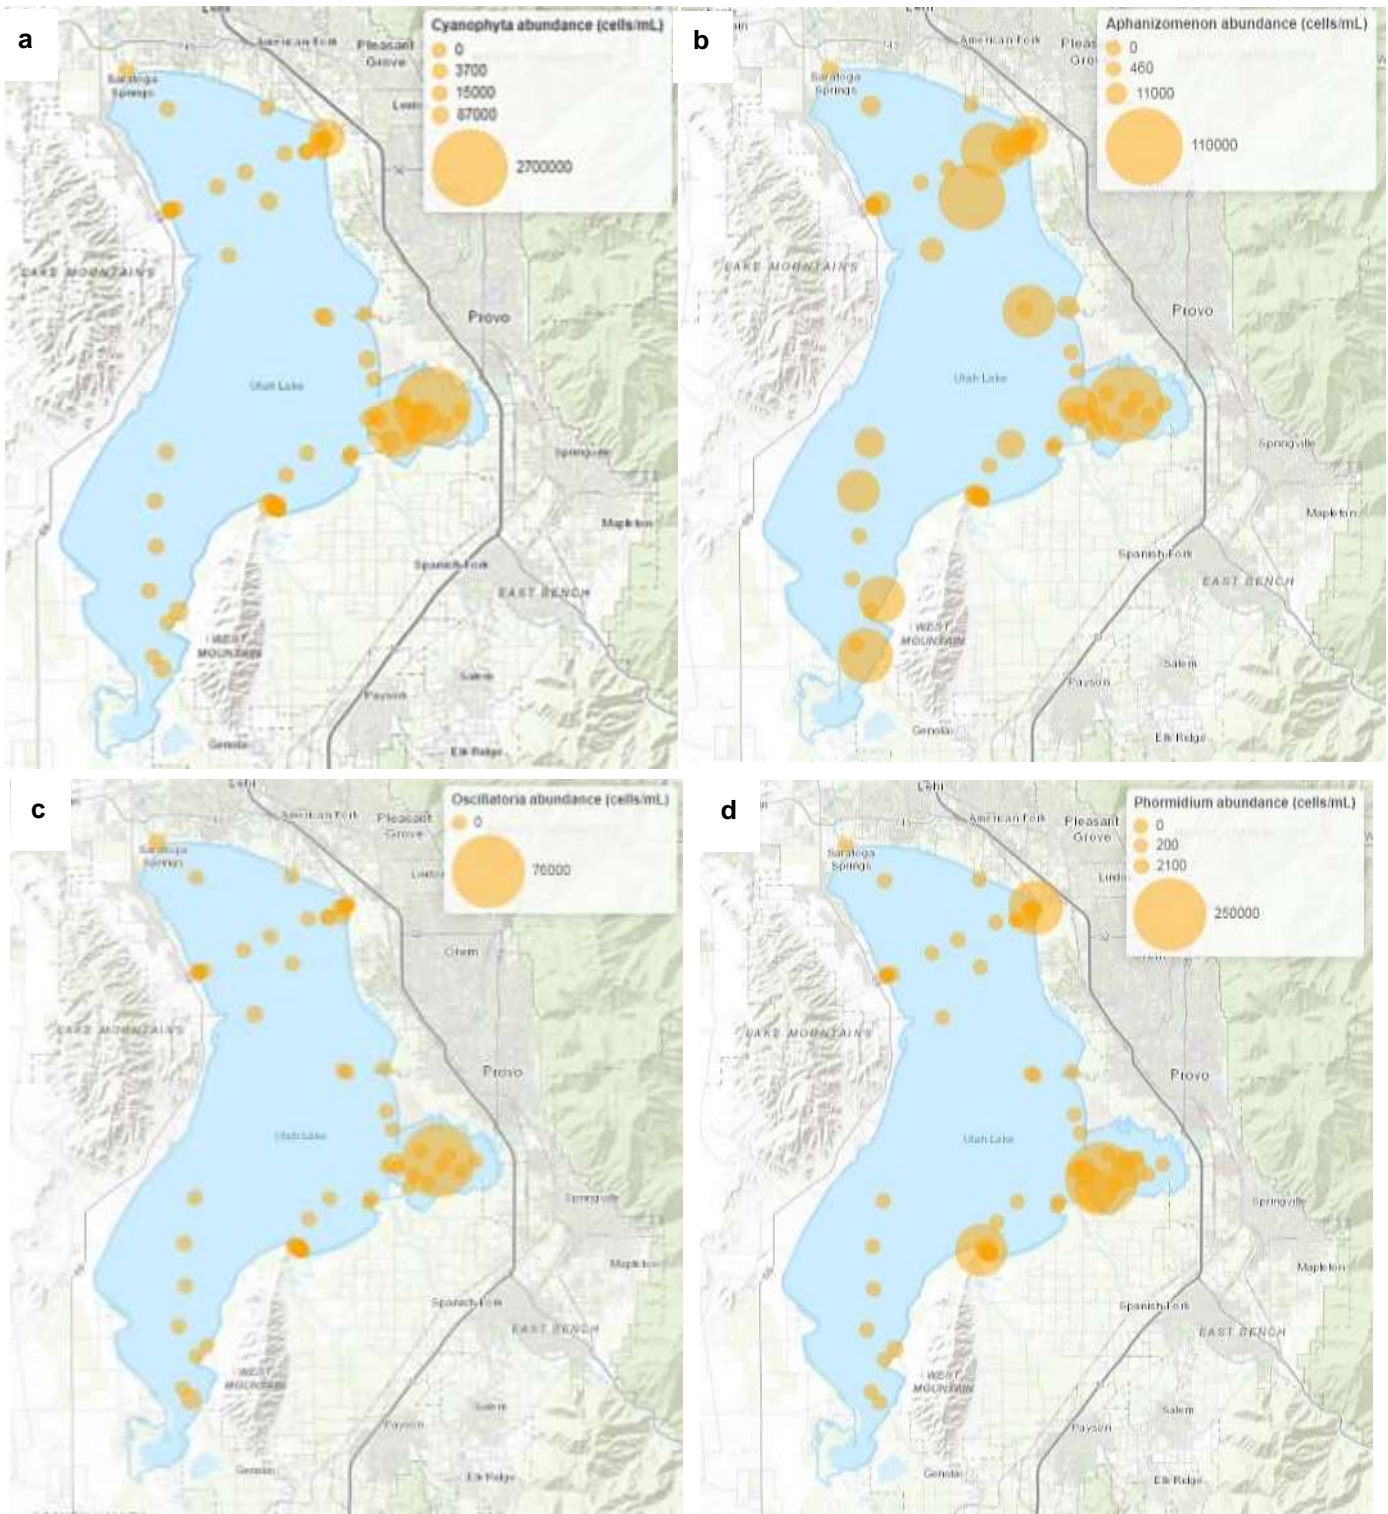 a
Cyanophyta abundance (cells/mL)
0
3700
15000
87000
2700000
American Fork
Pleasant
Grove
Saratoga
Springs
LAKE MOUNTAINS
Provo
Utah Lake
Springville
Mapleton
Spanish Fork
EAST BENCH
WEST
MOUNTAIN
Salem
Payson
Genola
Elk Ridge
b
Aphanizomenon abundance (cells/mL)
0
460
11000
110000
American Fork
Saratoga
Springs
LAKE MOUNTAINS
Provo
Utah Lake
Springville
Mapleton
Spanish Fork
EAST BENCH
WEST
MOUNTAIN
Salem
Payson
Genola
Elk Ridge
c
Oscillatoria abundance (cells/mL)
0
76000
Lehi
American Fork
Pleasant
Grove
Saratoga
Springs
Orem
LAKE MOUNTAINS
Provo
Utah Lake
Springville
Mapleton
Spanish Fork
EAST BENCH
WEST
MOUNTAIN
Salem
Payson
Genola
Elk Ridge
d
Phormidium abundance (cells/mL)
0
200
2100
250000
Lehi
American Fork
Pleasant
Grove
Saratoga
Springs
LAKE MOUNTAINS
Provo
Utah Lake
Springville
Mapleton
Spanish Fork
EAST BENCH
WEST
MOUNTAIN
Salem
Payson
Genola
Elk Ridge